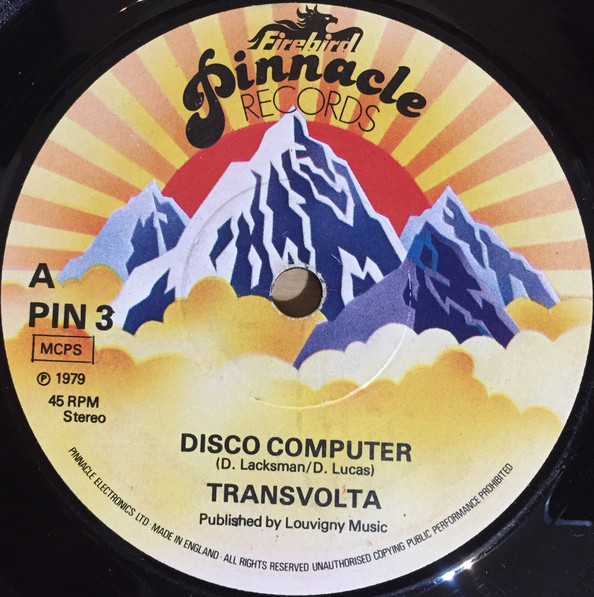 Firebird
Pinnacle
RECORDS
A
PIN 3
MCPS
℗ 1979
45 RPM
Stereo
DISCO COMPUTER
(D. Lacksman/D. Lucas)
TRANSVOLTA
Published by Louvigny Music
PINNACLE ELECTRONICS LTD · MADE IN ENGLAND · ALL RIGHTS RESERVED UNAUTHORISED COPYING PUBLIC PERFORMANCE PROHIBITED